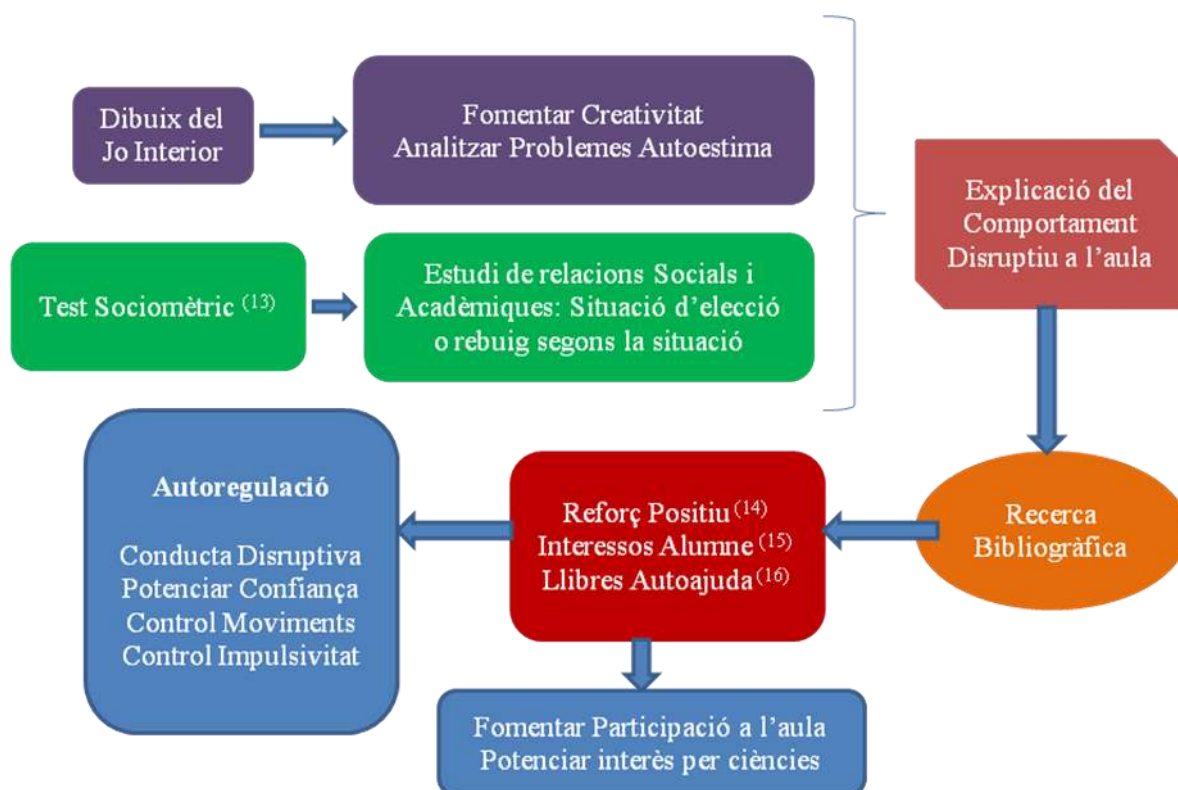 Dibuix del
Jo Interior
Fomentar Creativitat
Analitzar Problemes Autoestima
Test Sociomètric (13)
Estudi de relacions Socials i
Acadèmiques: Situació d’elecció
o rebuig segons la situació
Explicació del
Comportament
Disruptiu a l’aula
Recerca
Bibliogràfica
Reforç Positiu (14)
Interessos Alumne (15)
Llibres Autoajuda (16)
Autoregulació
Conducta Disruptiva
Potenciar Confiança
Control Moviments
Control Impulsivitat
Fomentar Participació a l’aula
Potenciar interès per ciències